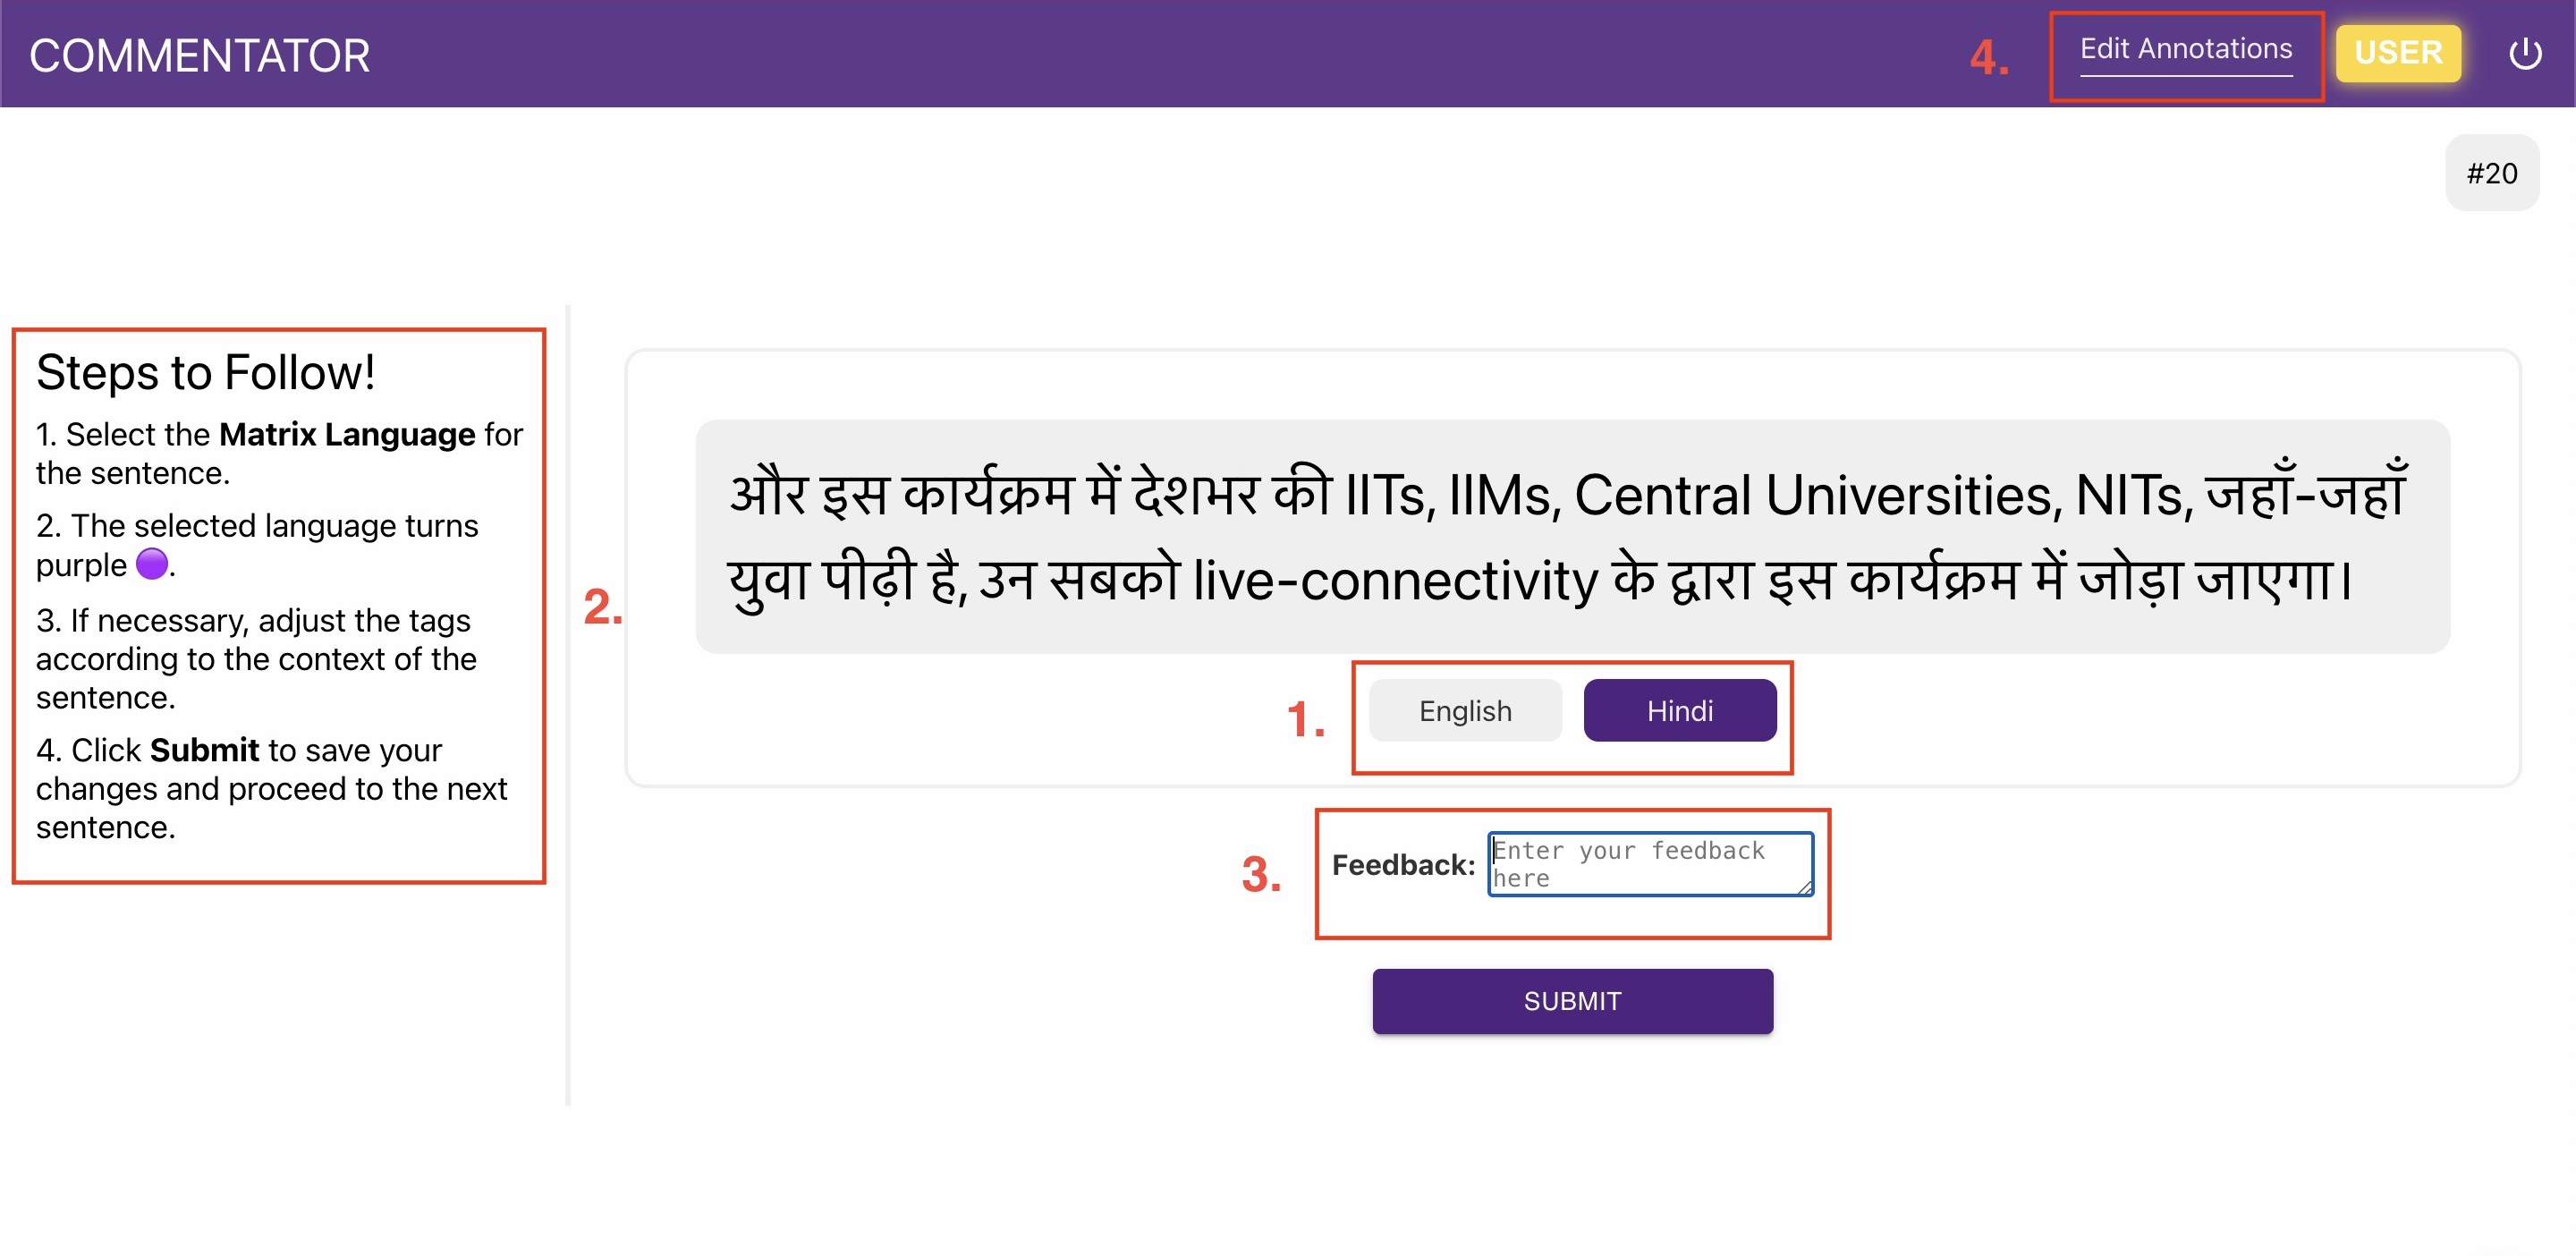 COMMENTATOR
4.
Edit Annotations
USER
#20
Steps to Follow!
1. Select the Matrix Language for
the sentence.
2. The selected language turns
purple 🟣.
3. If necessary, adjust the tags
according to the context of the
sentence.
4. Click Submit to save your
changes and proceed to the next
sentence.
2.
और इस कार्यक्रम में देशभर की IITs, IIMs, Central Universities, NITs, जहाँ-जहाँ
युवा पीढ़ी है, उन सबको live-connectivity के द्वारा इस कार्यक्रम में जोड़ा जाएगा।
1.
English
Hindi
3.
Feedback:
Enter your feedback
here
SUBMIT